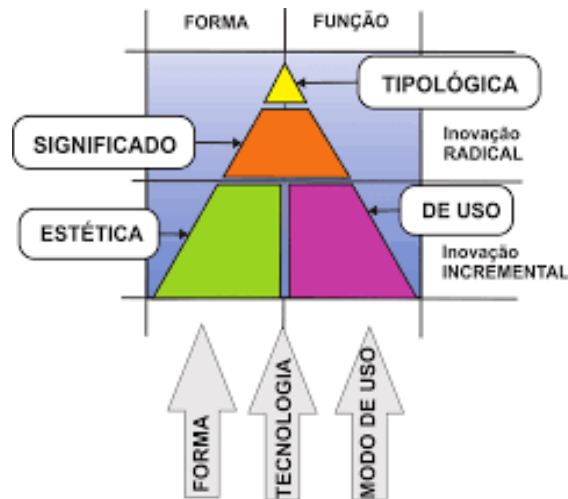 FORMA
FUNÇÃO
TIPOLÓGICA
SIGNIFICADO
Inovação
RADICAL
ESTÉTICA
DE USO
Inovação
INCREMENTAL
FORMA
TECNOLOGIA
MODO DE USO